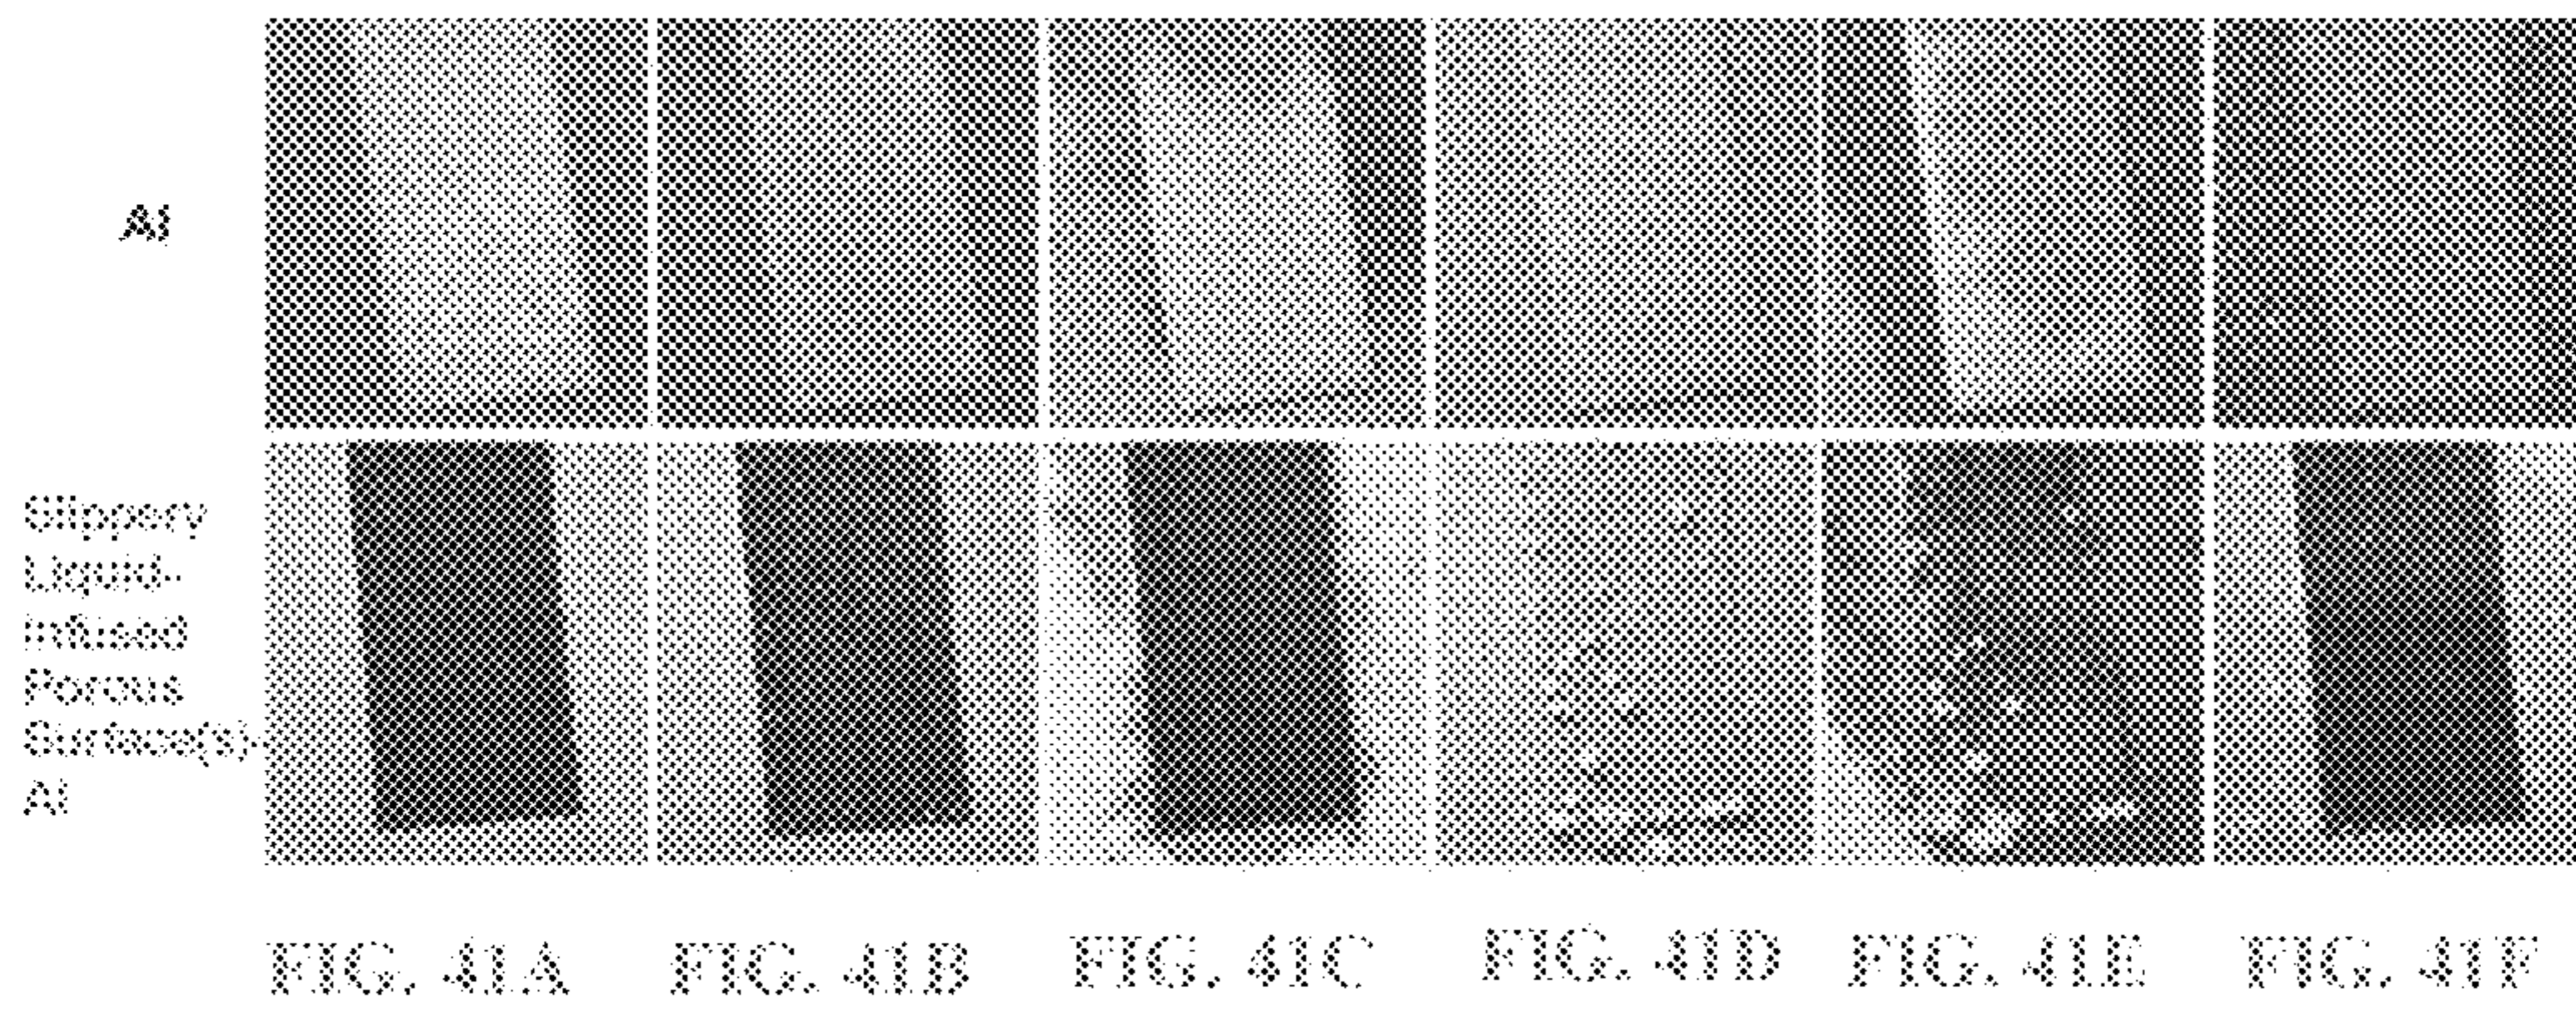 Al
Slippery
Liquid-
Infused
Porous
Surface(s)-
Al
FIG. 41A FIG. 41B FIG. 41C FIG. 41D FIG. 41E FIG. 41F